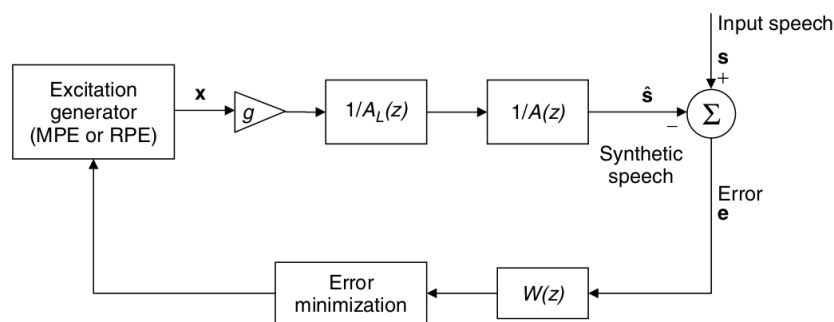 Input speech
s
+
Excitation
generator
(MPE or RPE)
x
g
1/A_L(z)
1/A(z)
ŝ
Σ
−
Synthetic
speech
Error
e
Error
minimization
W(z)